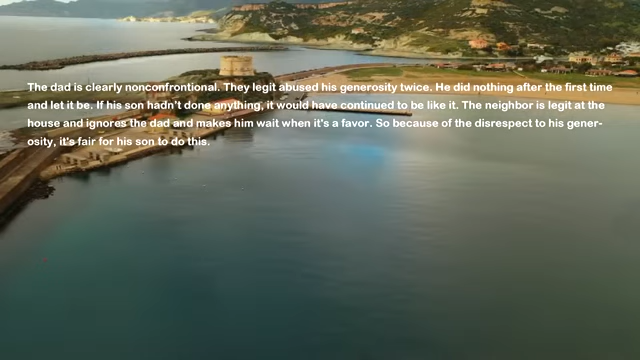 The dad is clearly nonconfrontional. They legit abused his generosity twice. He did nothing after the first time
and let it be. If his son hadn't done anything, it would have continued to be like it. The neighbor is legit at the
house and ignores the dad and makes him wait when it's a favor. So because of the disrespect to his gener-
osity, it's fair for his son to do this.